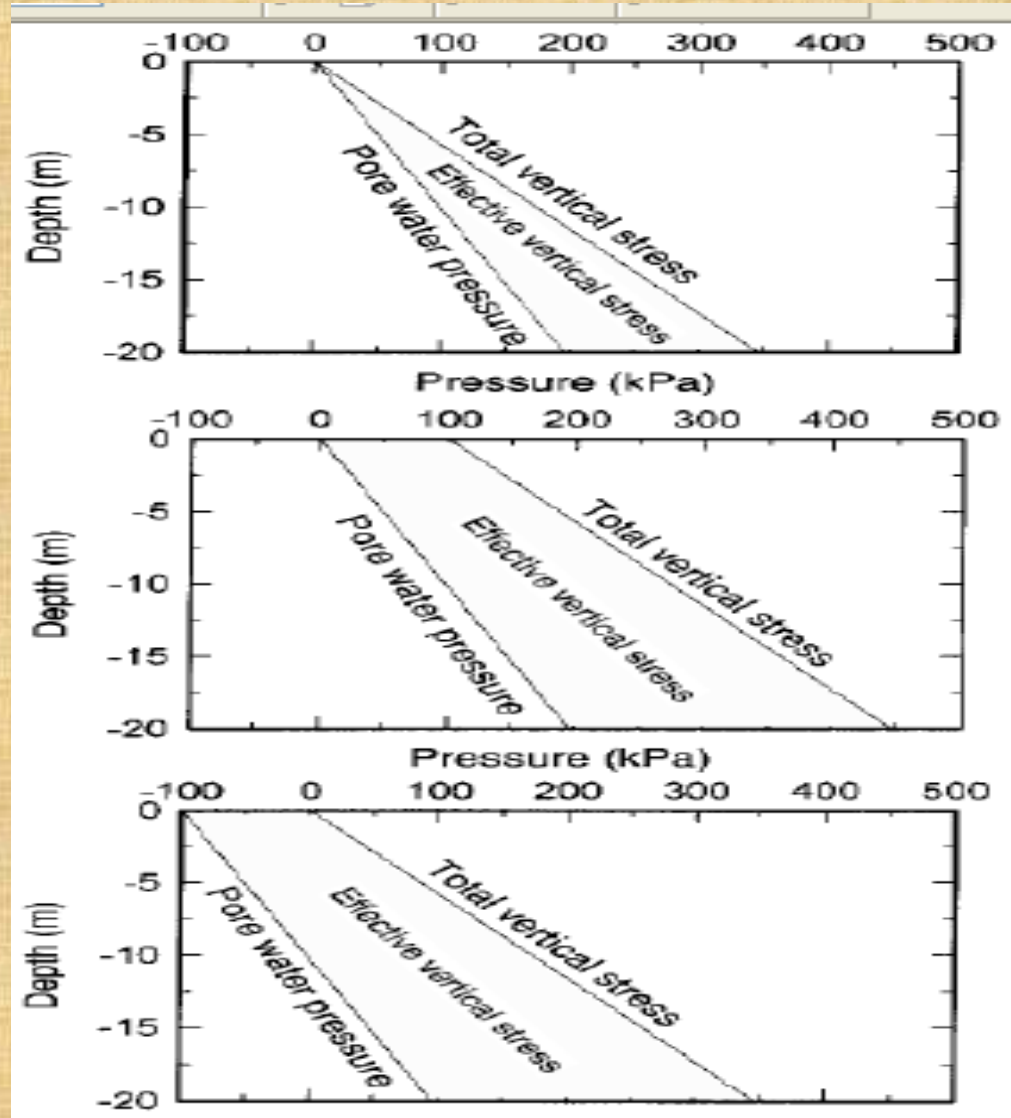 -100 0 100 200 300 400 500
0
-5
-10
-15
-20
Depth (m)
Total vertical stress
Effective vertical stress
Pore water pressure
Pressure (kPa)
-100 0 100 200 300 400 500
0
-5
-10
-15
-20
Depth (m)
Total vertical stress
Effective vertical stress
Pore water pressure
Pressure (kPa)
-100 0 100 200 300 400 500
0
-5
-10
-15
-20
Depth (m)
Total vertical stress
Effective vertical stress
Pore water pressure